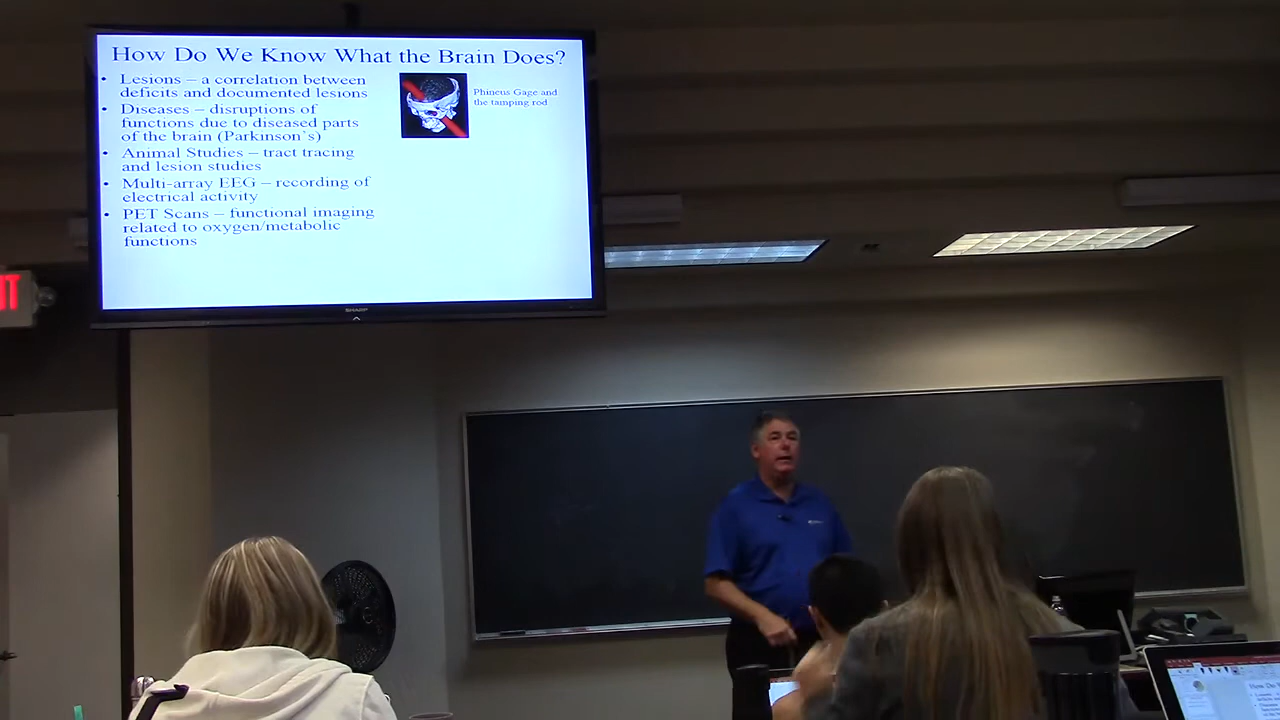 How Do We Know What the Brain Does?
• Lesions – a correlation between
deficits and documented lesions
• Diseases – disruptions of
functions due to diseased parts
of the brain (Parkinson's)
• Animal Studies – tract tracing
and lesion studies
• Multi-array EEG – recording of
electrical activity
• PET Scans – functional imaging
related to oxygen/metabolic
functions
Phineus Gage and
the tamping rod
SHARP
IT
How Do